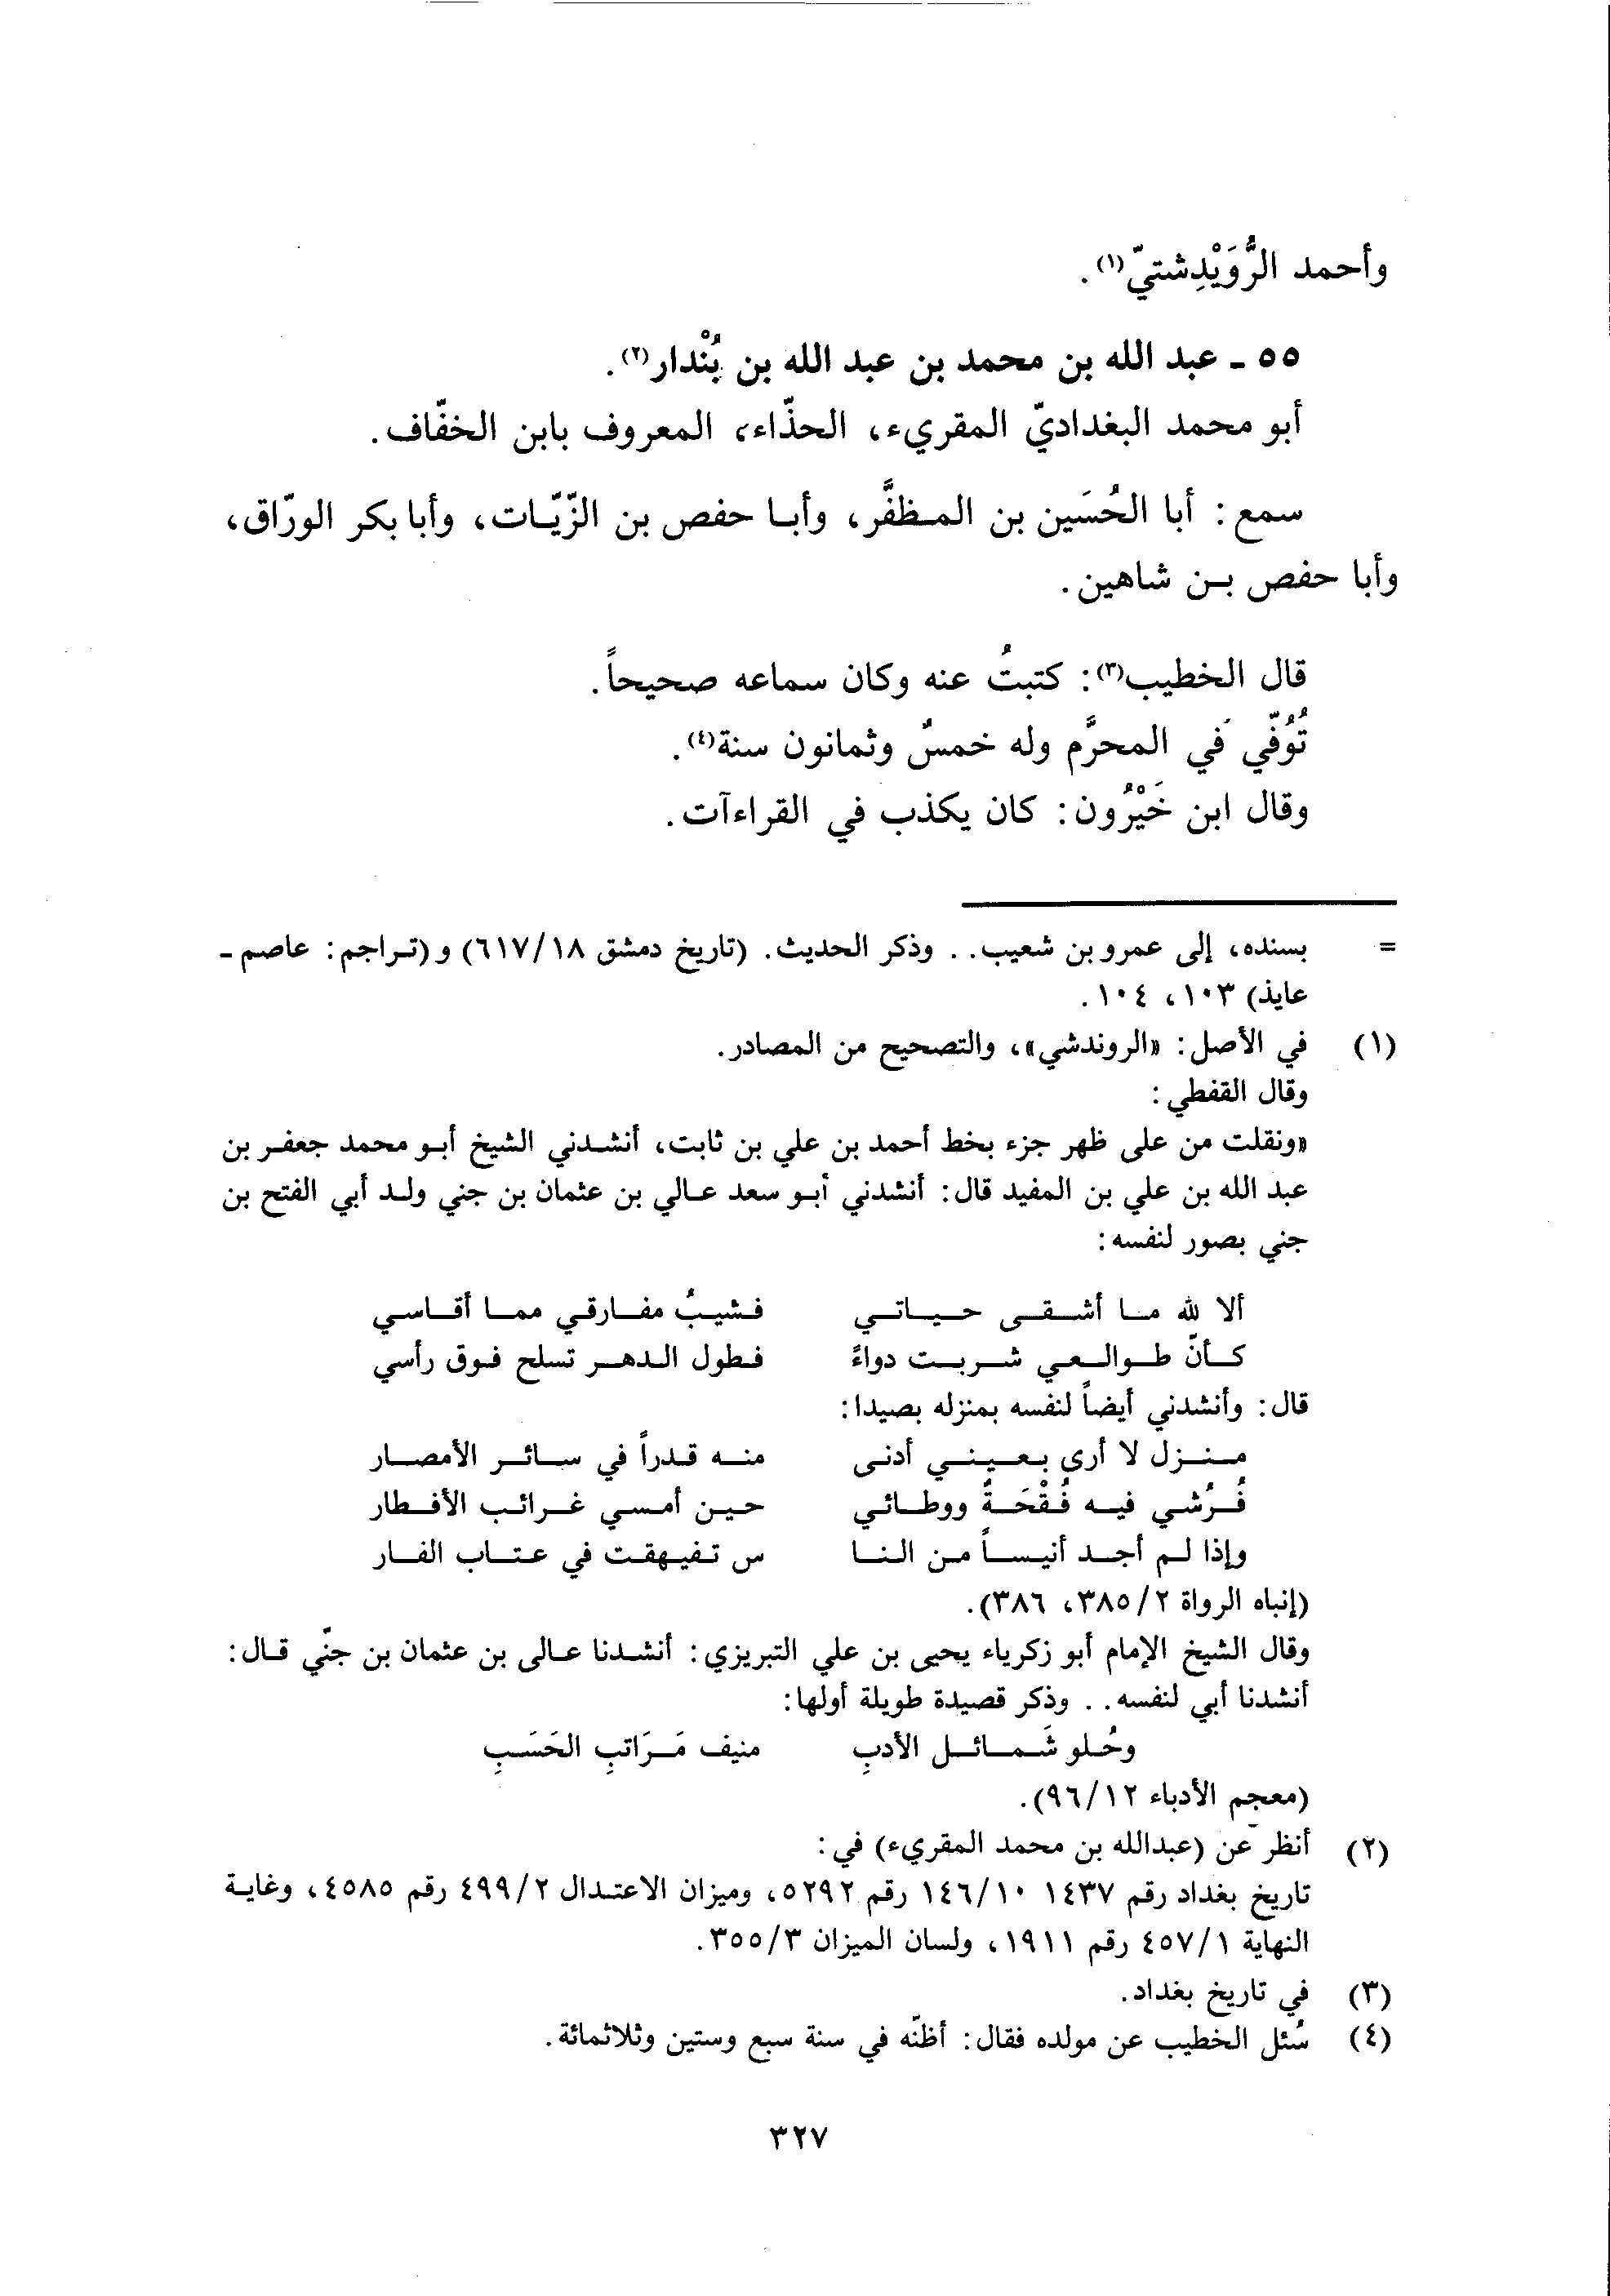 وأحمد الرُّوَيْدِشتيّ(١).
٥٥ ـ عبد الله بن محمد بن عبد الله بن بُنْدار(٢).
أبو محمد البغداديّ المقريء، الحذّاء، المعروف بابن الخفّاف.
سمع: أبا الحُسَين بن المظفَّر، وأبا حفص بن الزّيّات، وأبا بكر الورّاق،
وأبا حفص بن شاهين.
قال الخطيب(٣): كتبتُ عنه وكان سماعه صحيحاً.
تُوُفّي في المحرَّم وله خمسٌ وثمانون سنة(٤).
وقال ابن خَيْرُون: كان يكذب في القراءآت.
= بسنده، إلى عمرو بن شعيب.. وذكر الحديث. (تاريخ دمشق ٦١٧/١٨) و (تراجم: عاصم ـ
عايذ) ١٠٣، ١٠٤.
(١) في الأصل: «الروندشي»، والتصحيح من المصادر.
وقال القفطي:
«ونقلت من على ظهر جزء بخط أحمد بن علي بن ثابت، أنشدني الشيخ أبو محمد جعفر بن
عبد الله بن علي بن المفيد قال: أنشدني أبو سعد عالي بن عثمان بن جني ولد أبي الفتح بن
جني بصور لنفسه:
ألا لله ما أشقى حياتي فشيبُ مفارقي مما أقاسي
كأنّ طوالعي شربت دواءً فطول الدهر تسلح فوق رأسي
قال: وأنشدني أيضاً لنفسه بمنزله بصيدا:
منزل لا أرى بعيني أدنى منه قدراً في سائر الأمصار
فُرُشي فيه فُقْحَةٌ ووطائي حين أمسي غرائب الأفطار
وإذا لم أجد أنيساً من النا س تفيهقت في عتاب الفار
(إنباه الرواة ٣٨٥/٢، ٣٨٦).
وقال الشيخ الإمام أبو زكرياء يحيى بن علي التبريزي: أنشدنا عالى بن عثمان بن جنّي قال:
أنشدنا أبي لنفسه.. وذكر قصيدة طويلة أولها:
وحُلو شَمائل الأدبِ منيف مَرَاتبِ الحَسَبِ
(معجم الأدباء ٩٦/١٢).
(٢) أنظر عن (عبدالله بن محمد المقريء) في:
تاريخ بغداد رقم ١٤٣٧ ١٤٦/١٠ رقم ٥٢٩٢، وميزان الاعتدال ٤٩٩/٢ رقم ٤٥٨٥، وغاية
النهاية ٤٥٧/١ رقم ١٩١١، ولسان الميزان ٣٥٥/٣.
(٣) في تاريخ بغداد.
(٤) سُئل الخطيب عن مولده فقال: أظنّه في سنة سبع وستين وثلاثمائة.
٣٢٧